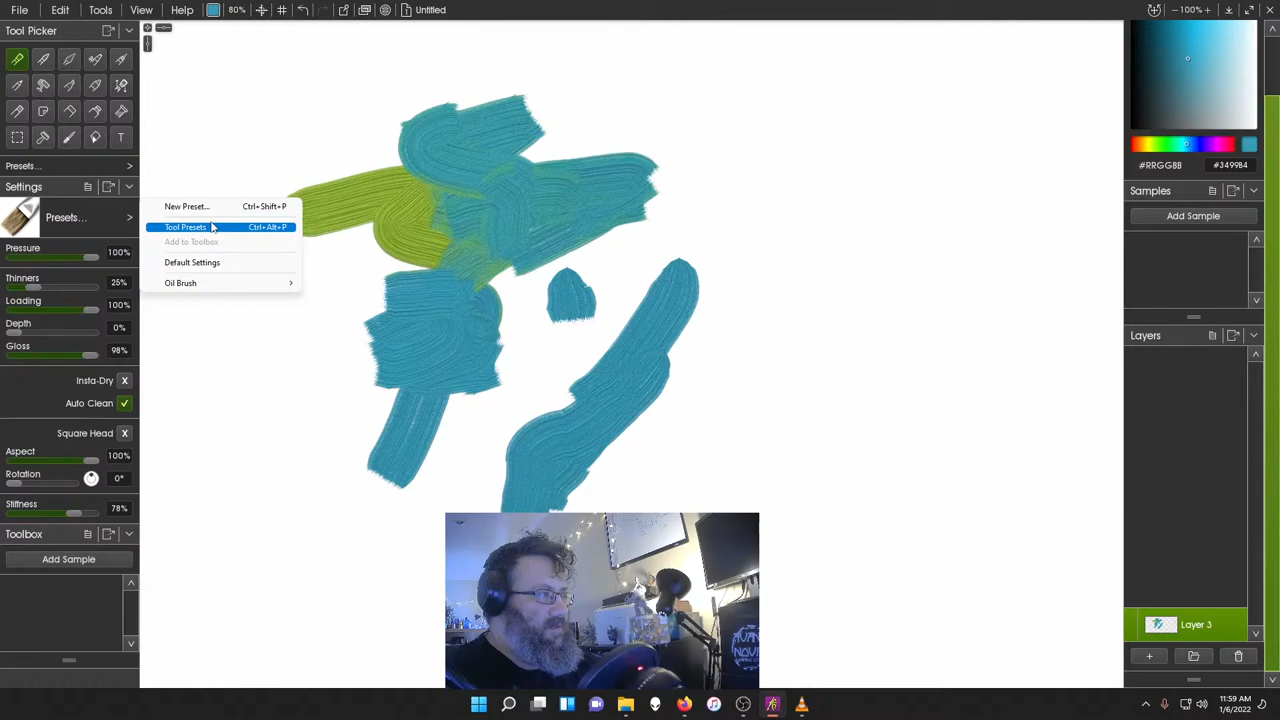 File Edit Tools View Help 80% Untitled 100%
Tool Picker
Presets...
Settings
Presets...
Pressure 100%
Thinners 25%
Loading 100%
Depth 0%
Gloss 98%
Insta-Dry X
Auto Clean
Square Head X
Aspect 100%
Rotation 0°
Stiffness 78%
Toolbox
Add Sample
New Preset... Ctrl+Shift+P
Tool Presets Ctrl+Alt+P
Add to Toolbox
Default Settings
Oil Brush
#RRGGBB #3499B4
Samples
Add Sample
Layers
Layer 3
11:59 AM
1/6/2022